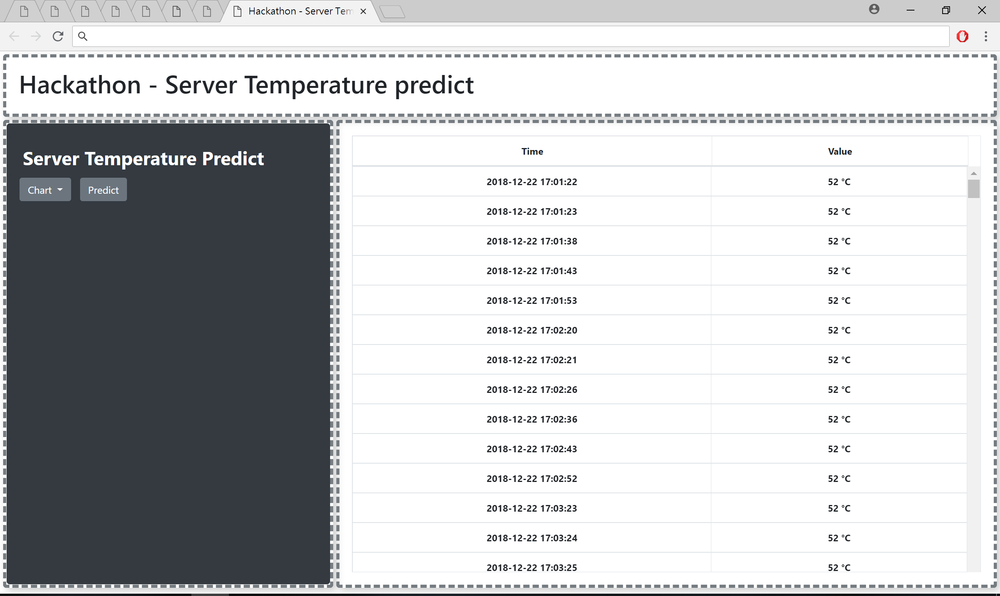 Hackathon - Server Tem
Hackathon - Server Temperature predict
Server Temperature Predict
Chart Predict
Time Value
2018-12-22 17:01:22 52 °C
2018-12-22 17:01:23 52 °C
2018-12-22 17:01:38 52 °C
2018-12-22 17:01:43 52 °C
2018-12-22 17:01:53 52 °C
2018-12-22 17:02:20 52 °C
2018-12-22 17:02:21 52 °C
2018-12-22 17:02:26 52 °C
2018-12-22 17:02:36 52 °C
2018-12-22 17:02:43 52 °C
2018-12-22 17:02:52 52 °C
2018-12-22 17:03:23 52 °C
2018-12-22 17:03:24 52 °C
2018-12-22 17:03:25 52 °C